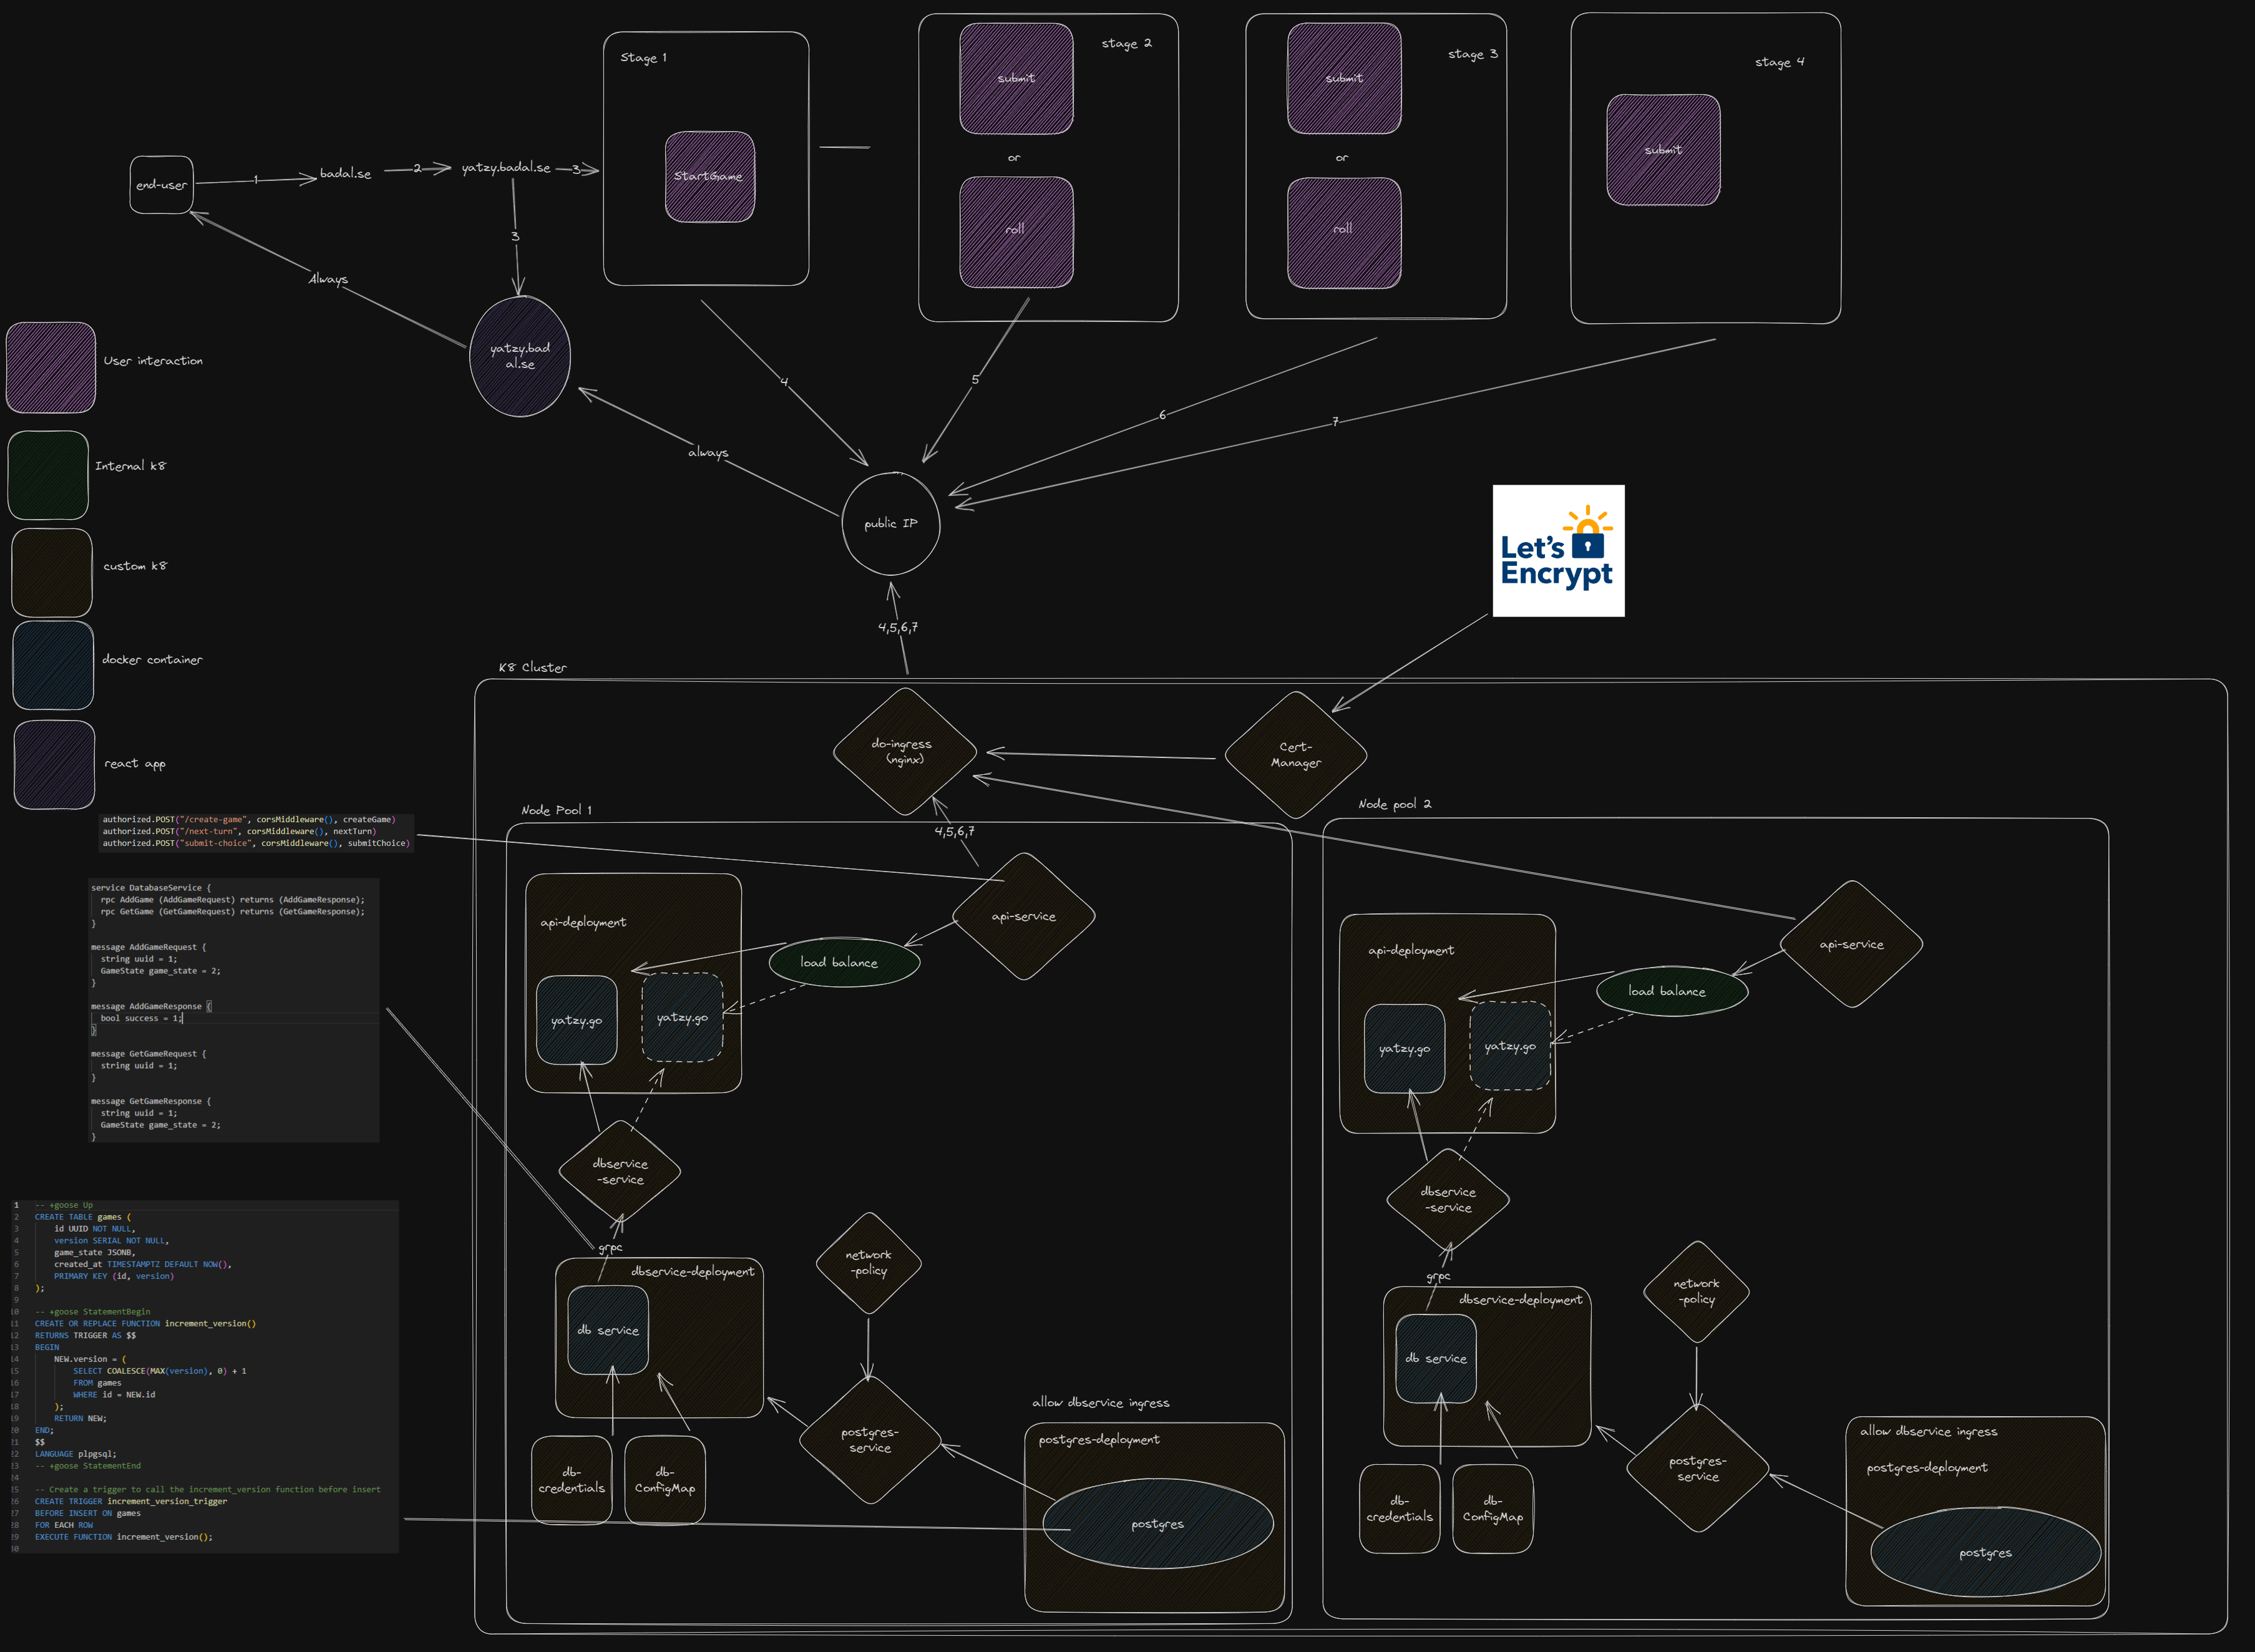 Stage 1
StartGame
submit
stage 2
or
roll
submit
stage 3
or
roll
stage 4
submit
end-user
1
badal.se
2
yatzy.badal.se
3
3
Always
yatzy.bad
al.se
4
5
6
7
always
public IP
4,5,6,7
User interaction
Internal k8
custom k8
docker container
react app
Let's
Encrypt
K8 Cluster
do-ingress
(nginx)
Cert-
Manager
authorized.POST("/create-game", corsMiddleware(), createGame)
authorized.POST("/next-turn", corsMiddleware(), nextTurn)
authorized.POST("submit-choice", corsMiddleware(), submitChoice)
service DatabaseService {
rpc AddGame (AddGameRequest) returns (AddGameResponse);
rpc GetGame (GetGameRequest) returns (GetGameResponse);
}
message AddGameRequest {
string uuid = 1;
GameState game_state = 2;
}
message AddGameResponse {
bool success = 1;
}
message GetGameRequest {
string uuid = 1;
}
message GetGameResponse {
string uuid = 1;
GameState game_state = 2;
}
1 -- +goose Up
2 CREATE TABLE games (
3 id UUID NOT NULL,
4 version SERIAL NOT NULL,
5 game_state JSONB,
6 created_at TIMESTAMPTZ DEFAULT NOW(),
7 PRIMARY KEY (id, version)
8 );
9
10 -- +goose StatementBegin
11 CREATE OR REPLACE FUNCTION increment_version()
12 RETURNS TRIGGER AS $$
13 BEGIN
14 NEW.version = (
15 SELECT COALESCE(MAX(version), 0) + 1
16 FROM games
17 WHERE id = NEW.id
18 );
19 RETURN NEW;
20 END;
21 $$
22 LANGUAGE plpgsql;
23 -- +goose StatementEnd
24
25 -- Create a trigger to call the increment_version function before insert
26 CREATE TRIGGER increment_version_trigger
27 BEFORE INSERT ON games
28 FOR EACH ROW
29 EXECUTE FUNCTION increment_version();
30
Node Pool 1
4,5,6,7
api-service
load balance
api-deployment
yatzy.go
yatzy.go
dbservice
-service
grpc
dbservice-deployment
db service
db-
credentials
db-
ConfigMap
network
-policy
postgres-
service
allow dbservice ingress
postgres-deployment
postgres
Node pool 2
api-service
load balance
api-deployment
yatzy.go
yatzy.go
dbservice
-service
grpc
dbservice-deployment
db service
db-
credentials
db-
ConfigMap
network
-policy
postgres-
service
allow dbservice ingress
postgres-deployment
postgres